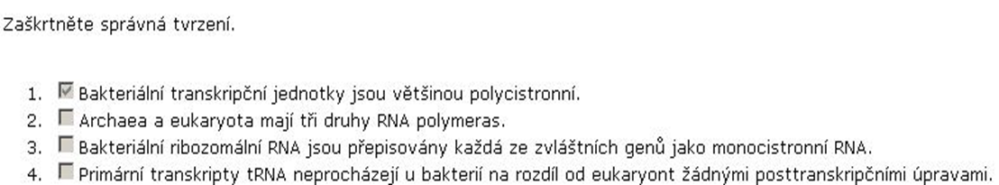 Zaškrtněte správná tvrzení.
1. Bakteriální transkripční jednotky jsou většinou polycistronní.
2. Archaea a eukaryota mají tři druhy RNA polymeras.
3. Bakteriální ribozomální RNA jsou přepisovány každá ze zvláštních genů jako monocistronní RNA.
4. Primární transkripty tRNA neprocházejí u bakterií na rozdíl od eukaryont žádnými posttranskripčními úpravami.